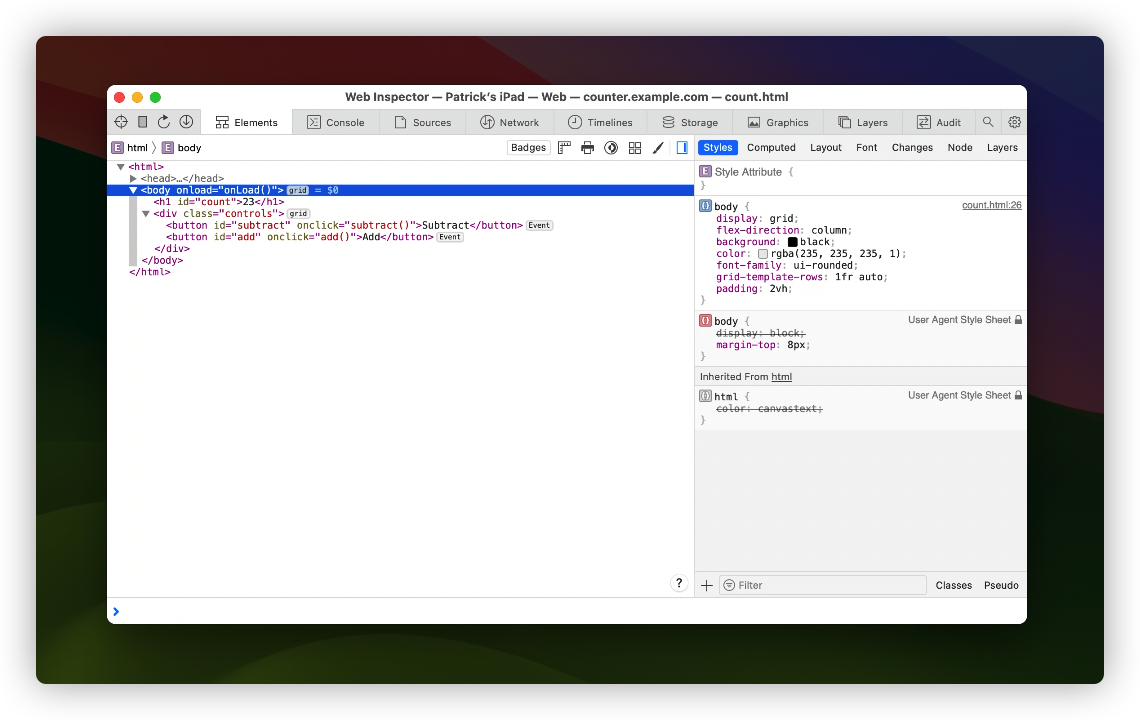 Web Inspector — Patrick’s iPad — Web — counter.example.com — count.html
Elements Console Sources Network Timelines Storage Graphics Layers Audit
E html E body
Badges
Styles Computed Layout Font Changes Node Layers
<html>
<head>…</head>
<body onload="onLoad()"> grid = $0
<h1 id="count">23</h1>
<div class="controls"> grid
<button id="subtract" onclick="subtract()">Subtract</button> Event
<button id="add" onclick="add()">Add</button> Event
</div>
</body>
</html>
?
E Style Attribute {
}
{} body { count.html:26
display: grid;
flex-direction: column;
background: black;
color: rgba(235, 235, 235, 1);
font-family: ui-rounded;
grid-template-rows: 1fr auto;
padding: 2vh;
}
{} body { User Agent Style Sheet
display: block;
margin-top: 8px;
}
Inherited From html
{} html { User Agent Style Sheet
color: canvastext;
}
Filter Classes Pseudo